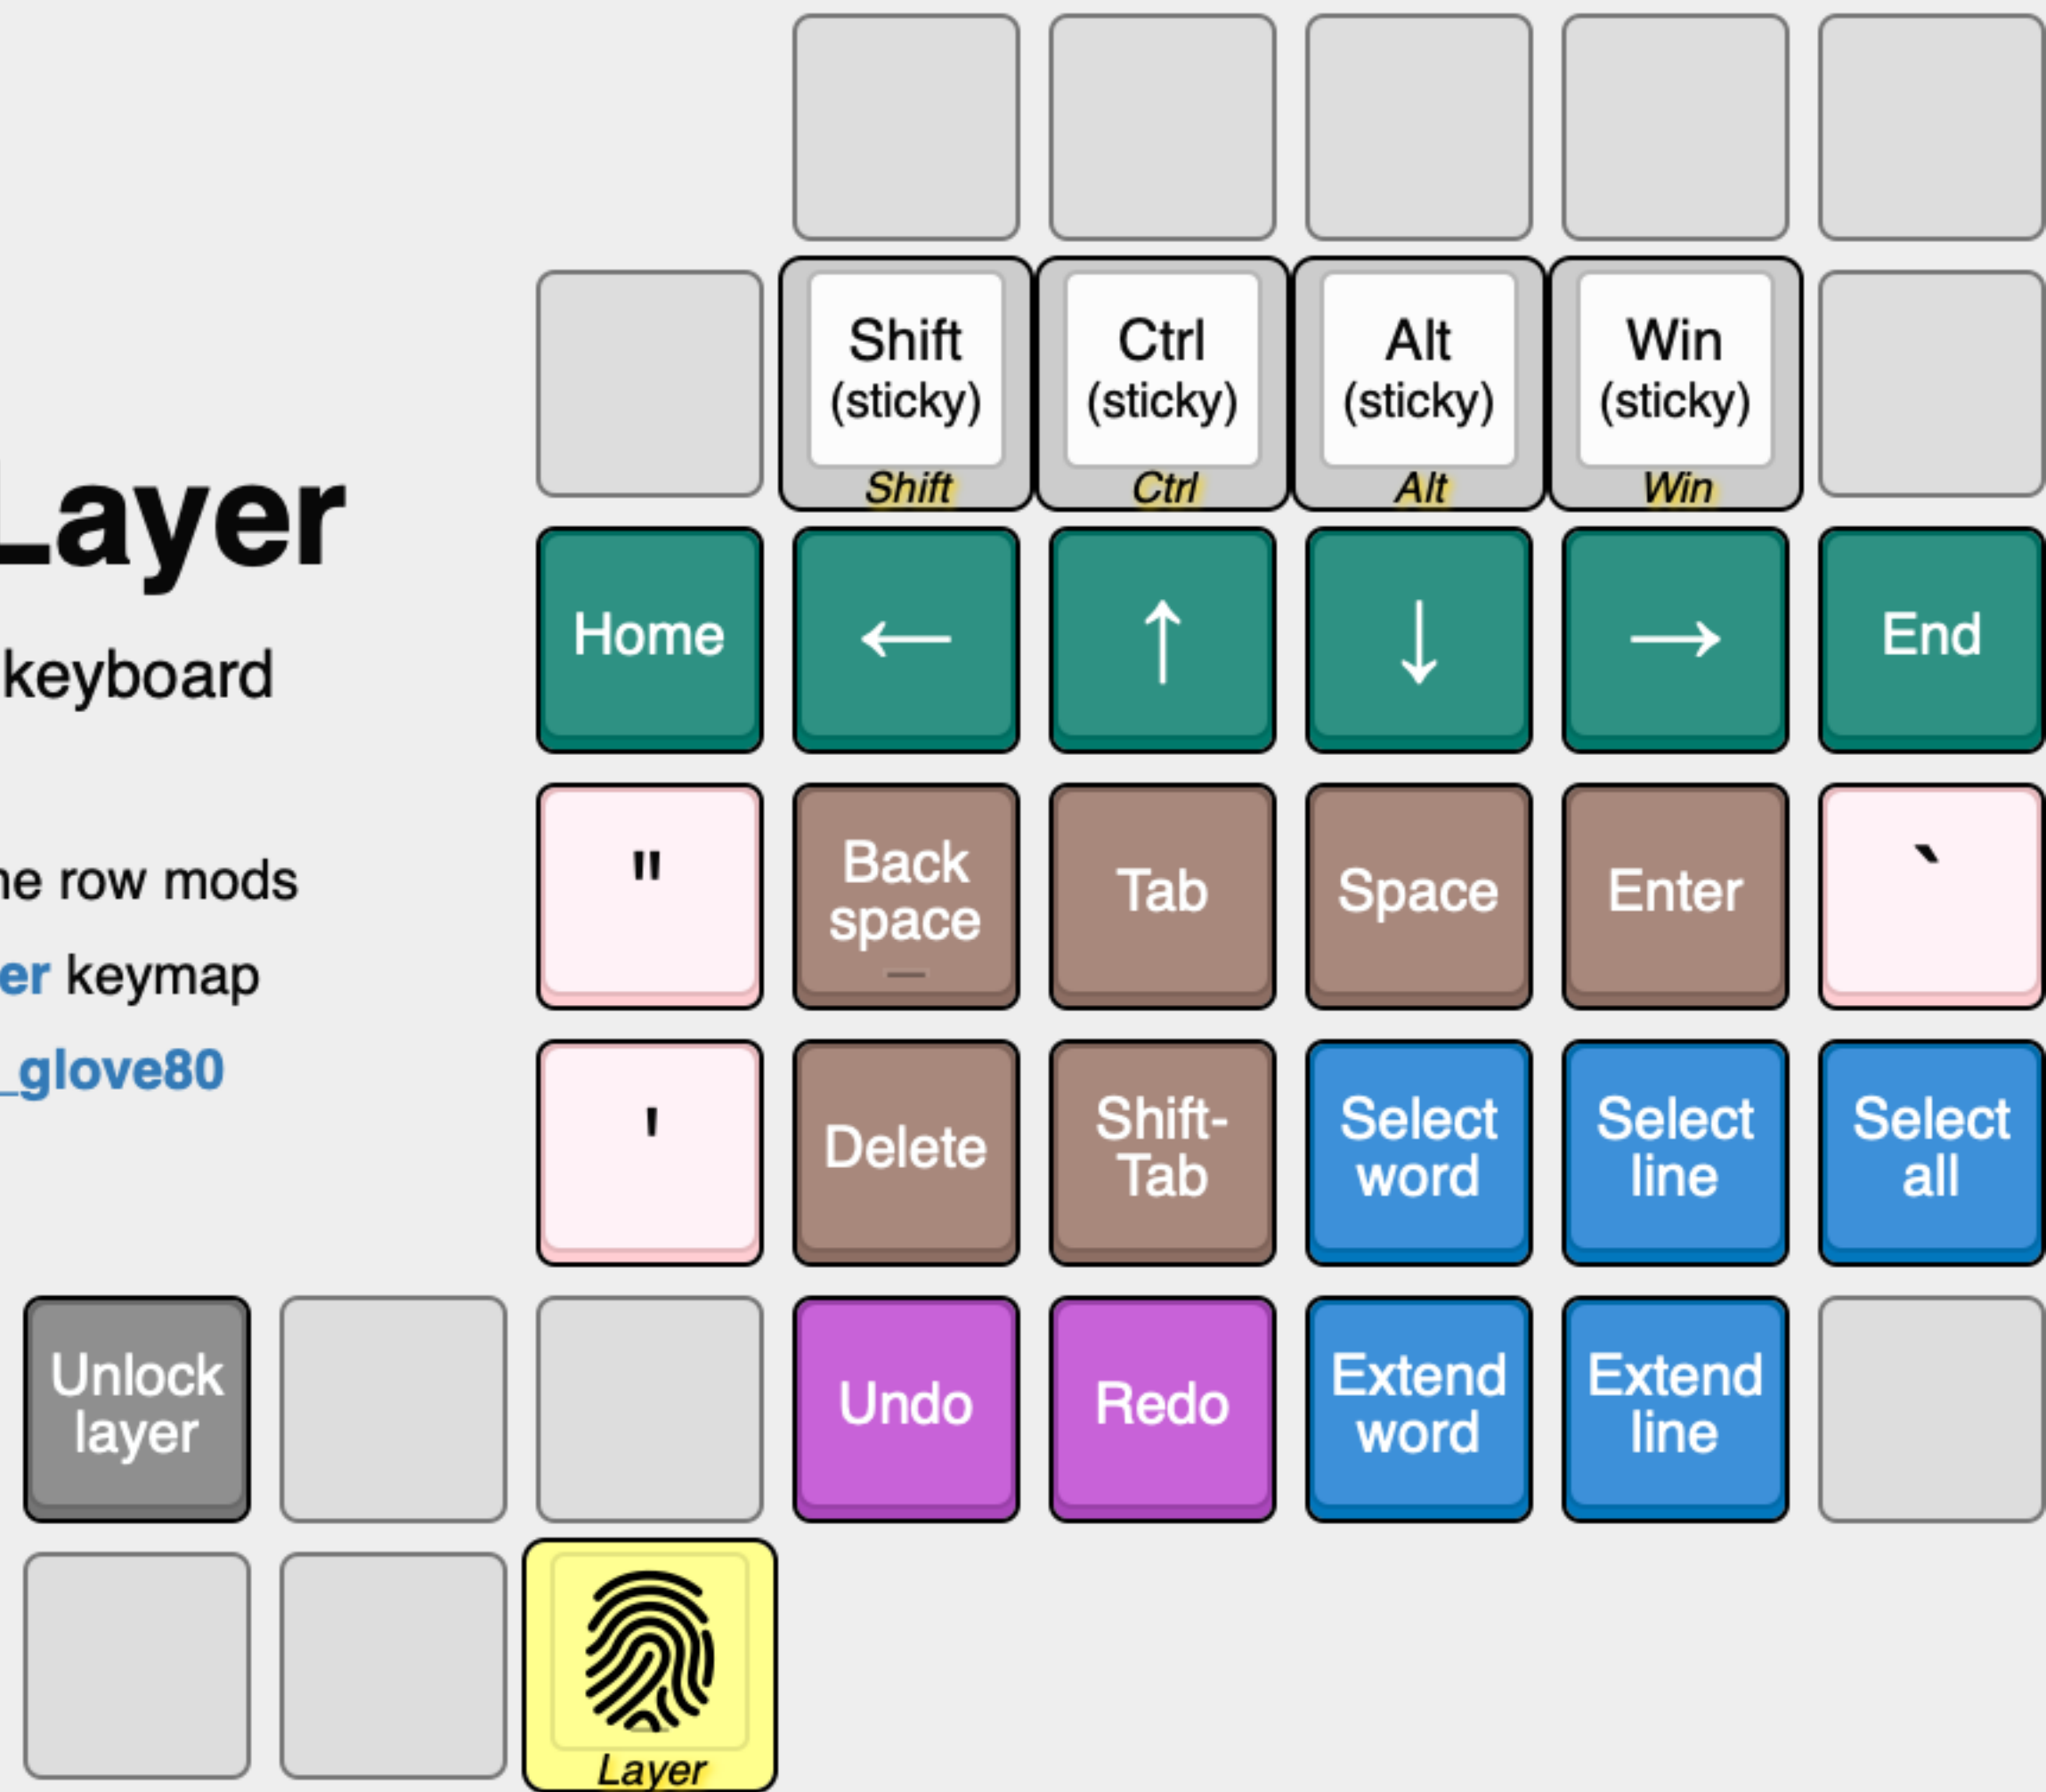 Shift
(sticky)
Shift
Ctrl
(sticky)
Ctrl
Alt
(sticky)
Alt
Win
(sticky)
Win
Layer
keyboard
row mods
keymap
_glove80
Home
←
↑
↓
→
End
"
Back
space
Tab
Space
Enter
`
'
Delete
Shift-
Tab
Select
word
Select
line
Select
all
Unlock
layer
Undo
Redo
Extend
word
Extend
line
Layer